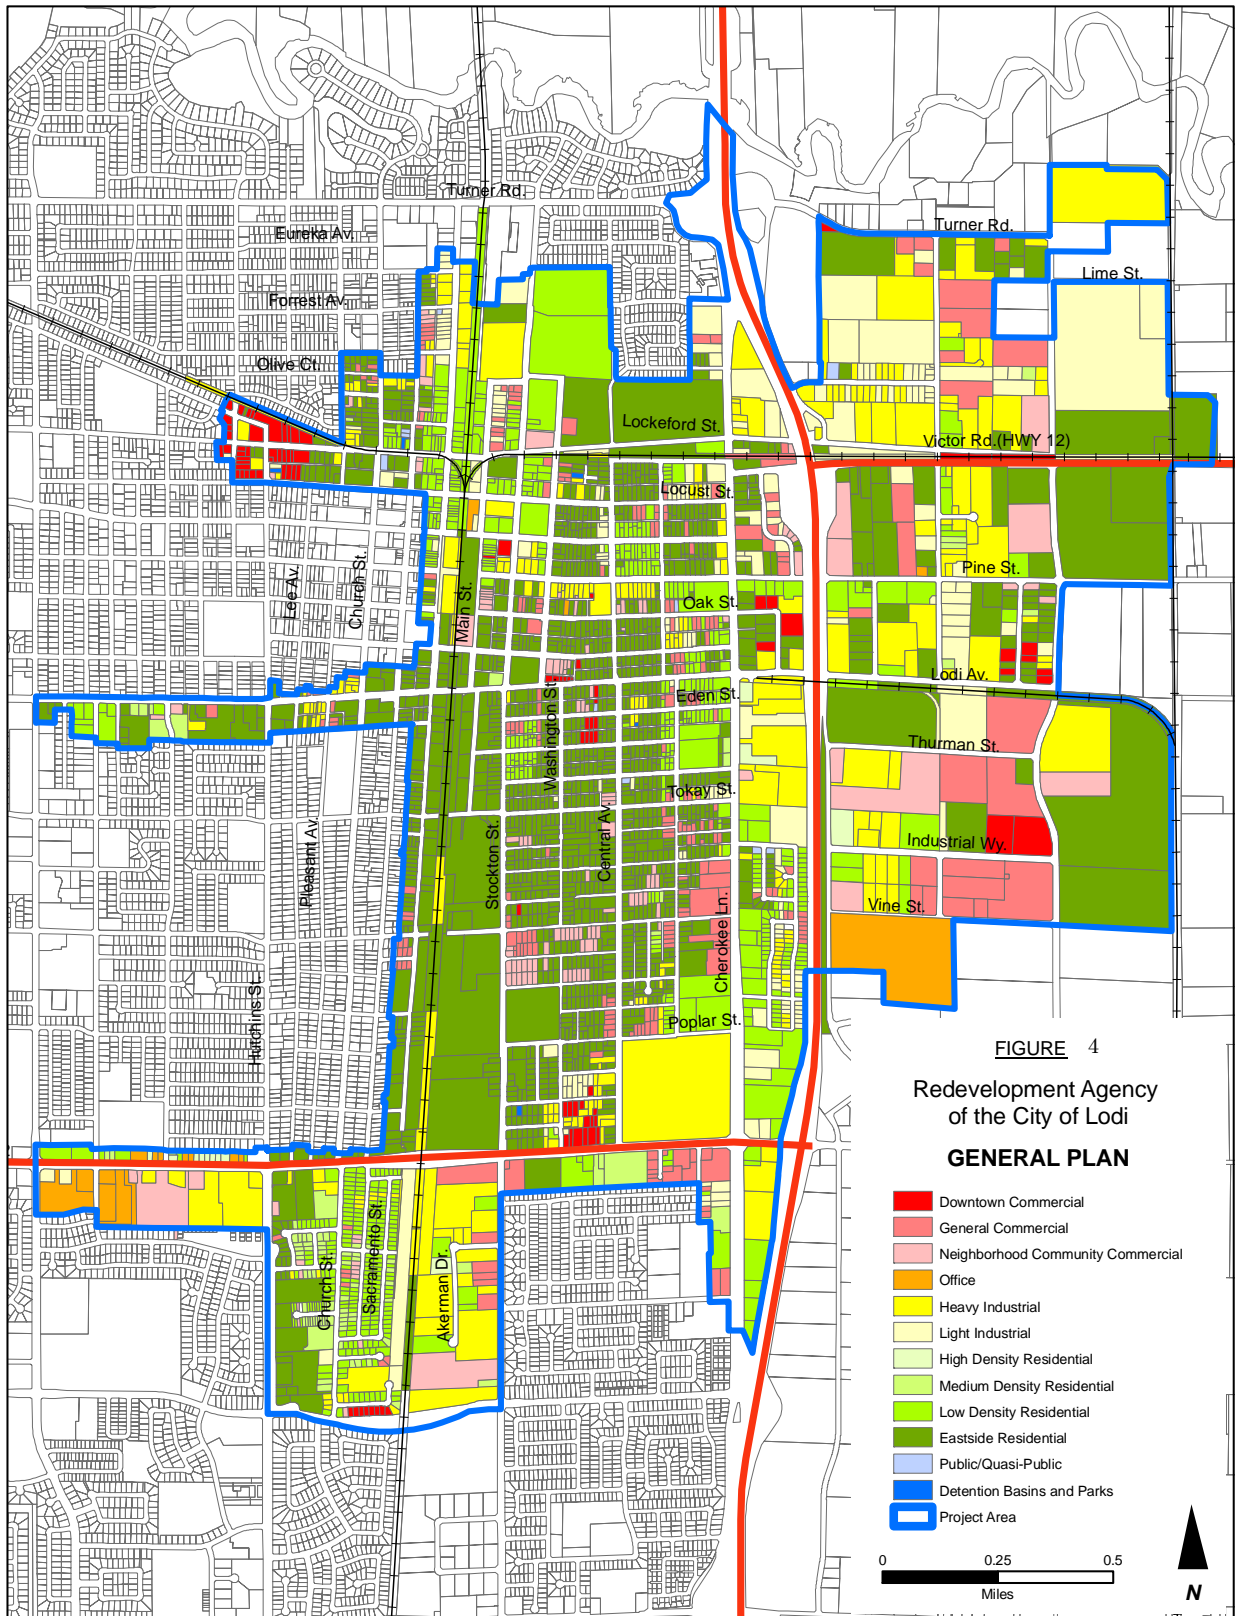 Turner Rd.
Eureka Av.
Turner Rd.
Forrest Av.
Lime St.
Olive Ct.
Lockeford St.
Victor Rd.(HWY 12)
Locust St.
Pine St.
Lee Av.
Church St.
Main St.
Oak St.
Lodi Av.
Eden St.
Washington St.
Thurman St.
Tokay St.
Central Av.
Industrial Wy.
Pleasant Av.
Stockton St.
Vine St.
Cherokee Ln.
Hutchins St.
Poplar St.
Church St.
Sacramento St.
Akerman Dr.
FIGURE 4
Redevelopment Agency
of the City of Lodi
GENERAL PLAN
Downtown Commercial
General Commercial
Neighborhood Community Commercial
Office
Heavy Industrial
Light Industrial
High Density Residential
Medium Density Residential
Low Density Residential
Eastside Residential
Public/Quasi-Public
Detention Basins and Parks
Project Area
0 0.25 0.5
Miles
N